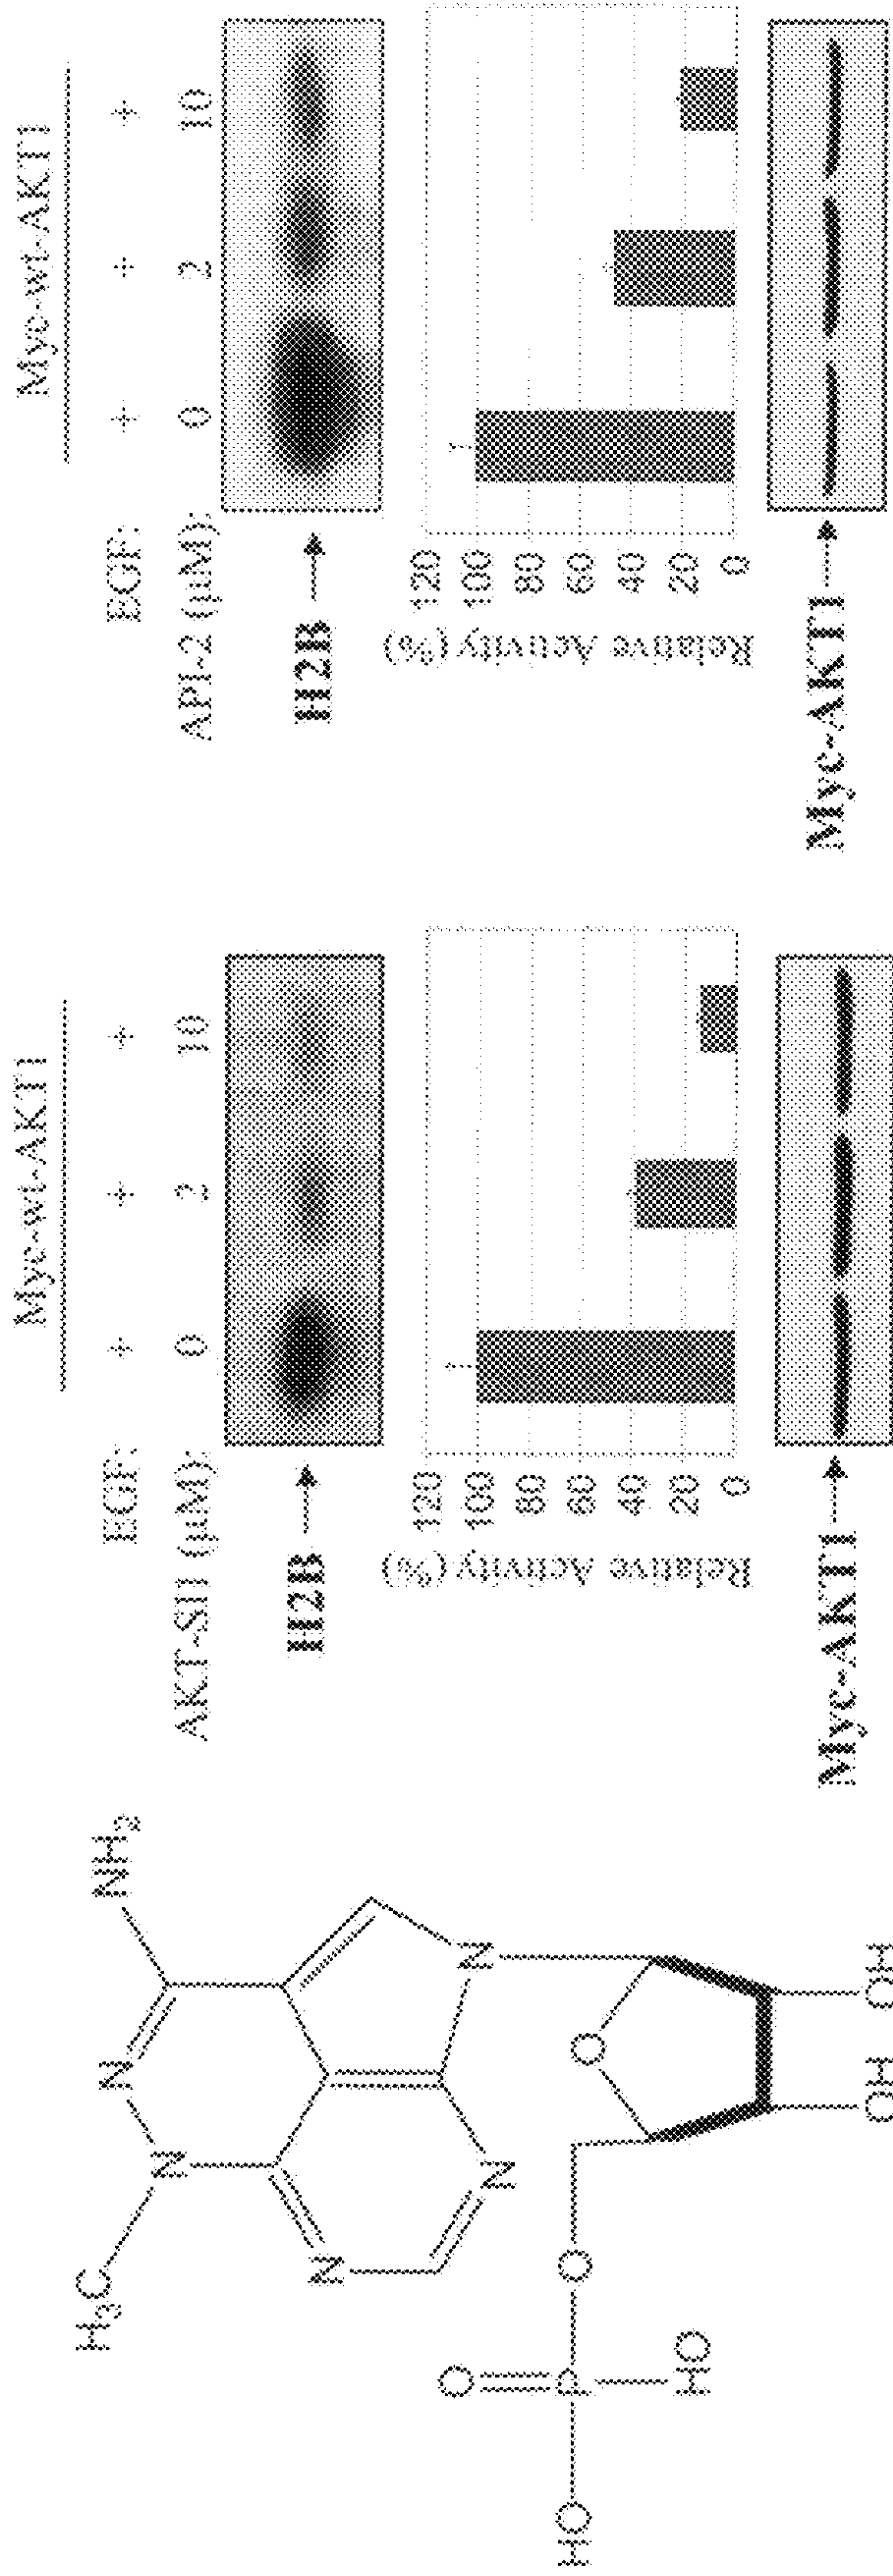 H₃C
N
N
NH₂
N
N
N
O
O
P
O
HO
HO
OH
OH
Myc-wt-AKT1
EGF: + + +
AKT-SI1 (µM): 0 2 10
H2B
Relative Activity (%)
120
100
80
60
40
20
0
Myc-AKT1
Myc-wt-AKT1
EGF: + + +
API-2 (µM): 0 2 10
H2B
Relative Activity (%)
120
100
80
60
40
20
0
Myc-AKT1